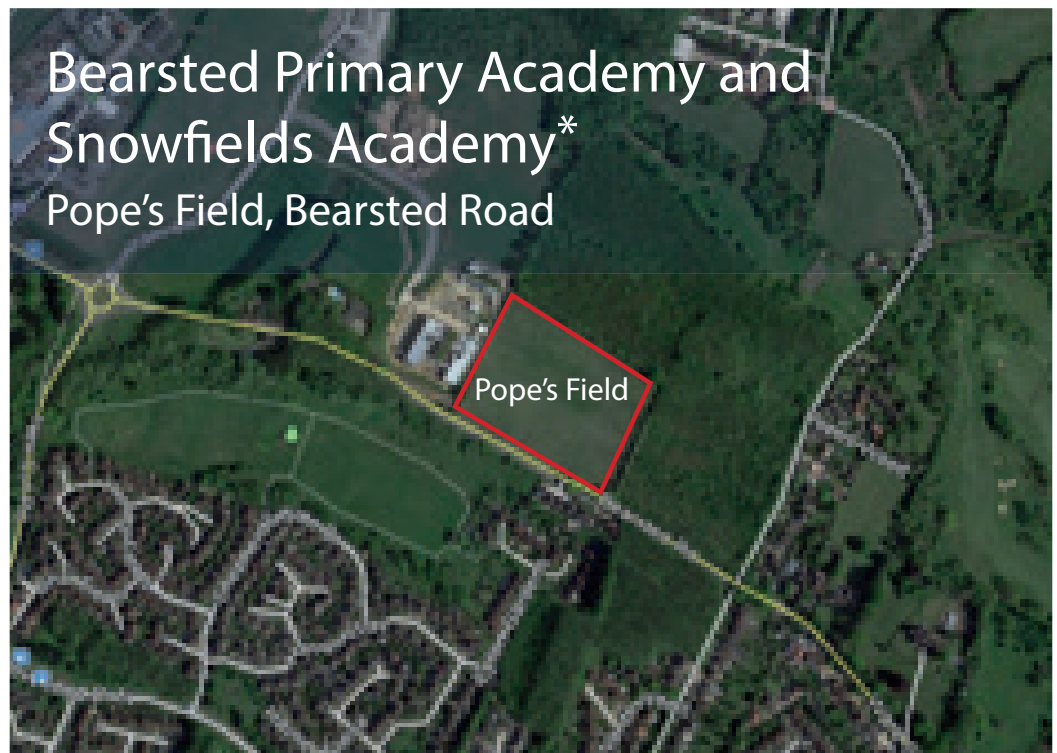 Bearsted Primary Academy and
Snowfields Academy*
Pope’s Field, Bearsted Road
Pope’s Field